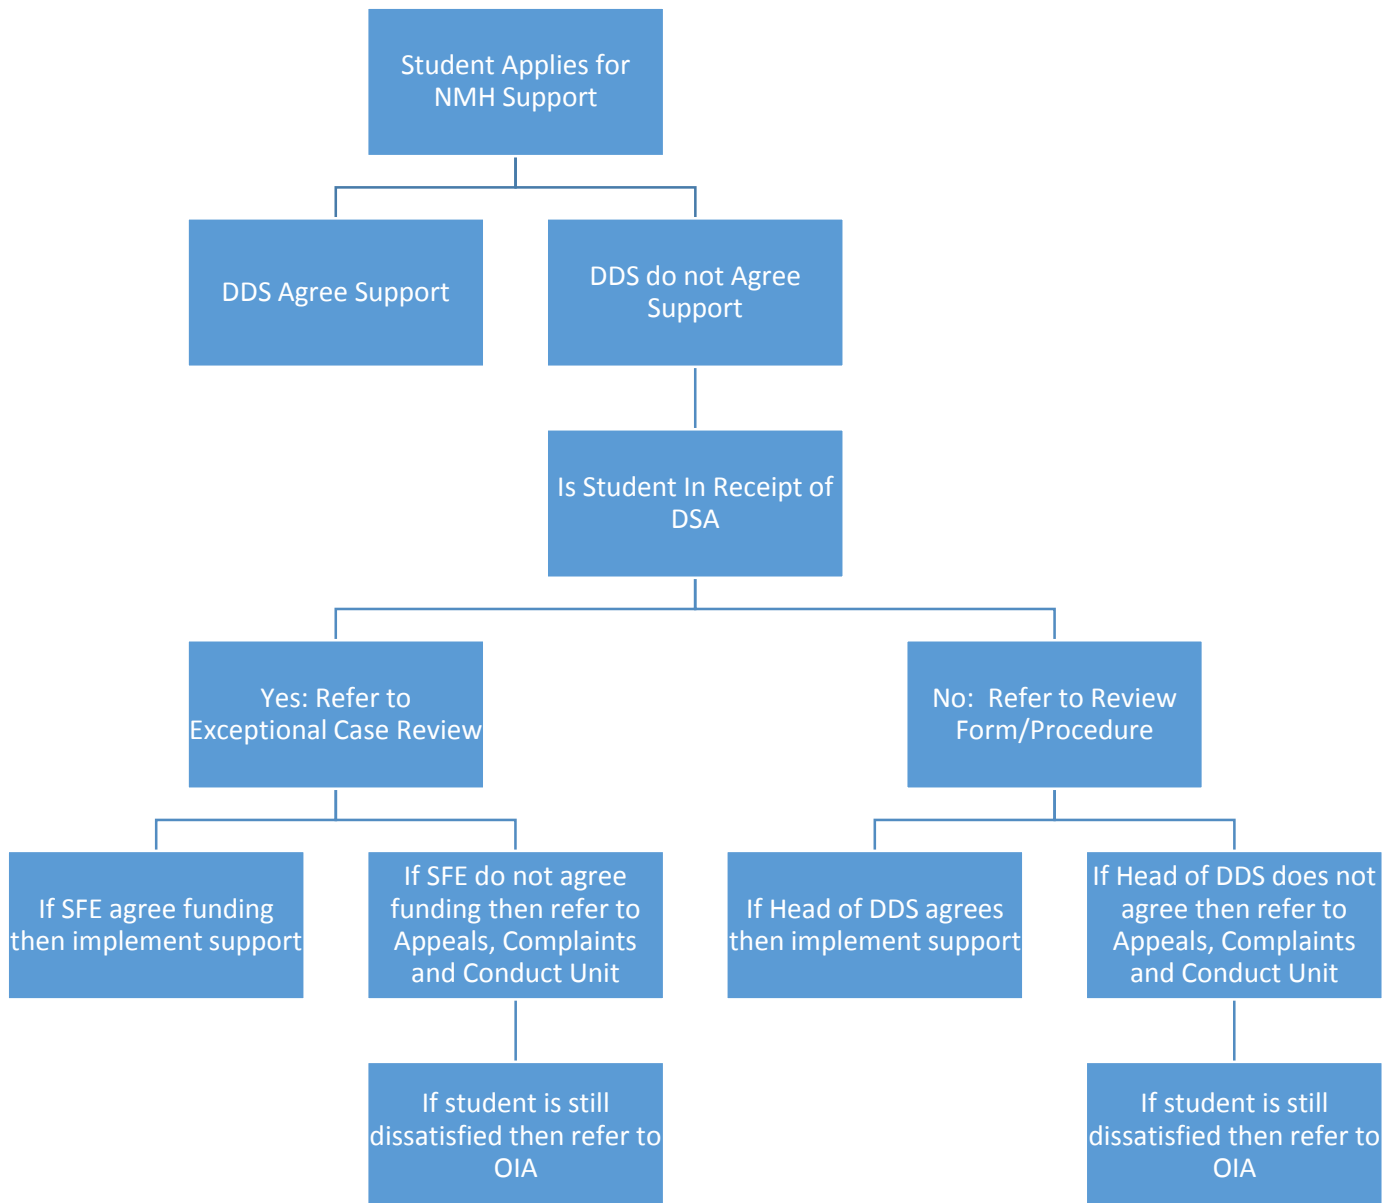 Student Applies for
NMH Support
DDS Agree Support
DDS do not Agree
Support
Is Student In Receipt of
DSA
Yes: Refer to
Exceptional Case Review
No:  Refer to Review
Form/Procedure
If SFE agree funding
then implement support
If SFE do not agree
funding then refer to
Appeals, Complaints
and Conduct Unit
If Head of DDS agrees
then implement support
If Head of DDS does not
agree then refer to
Appeals, Complaints
and Conduct Unit
If student is still
dissatisfied then refer to
OIA
If student is still
dissatisfied then refer to
OIA